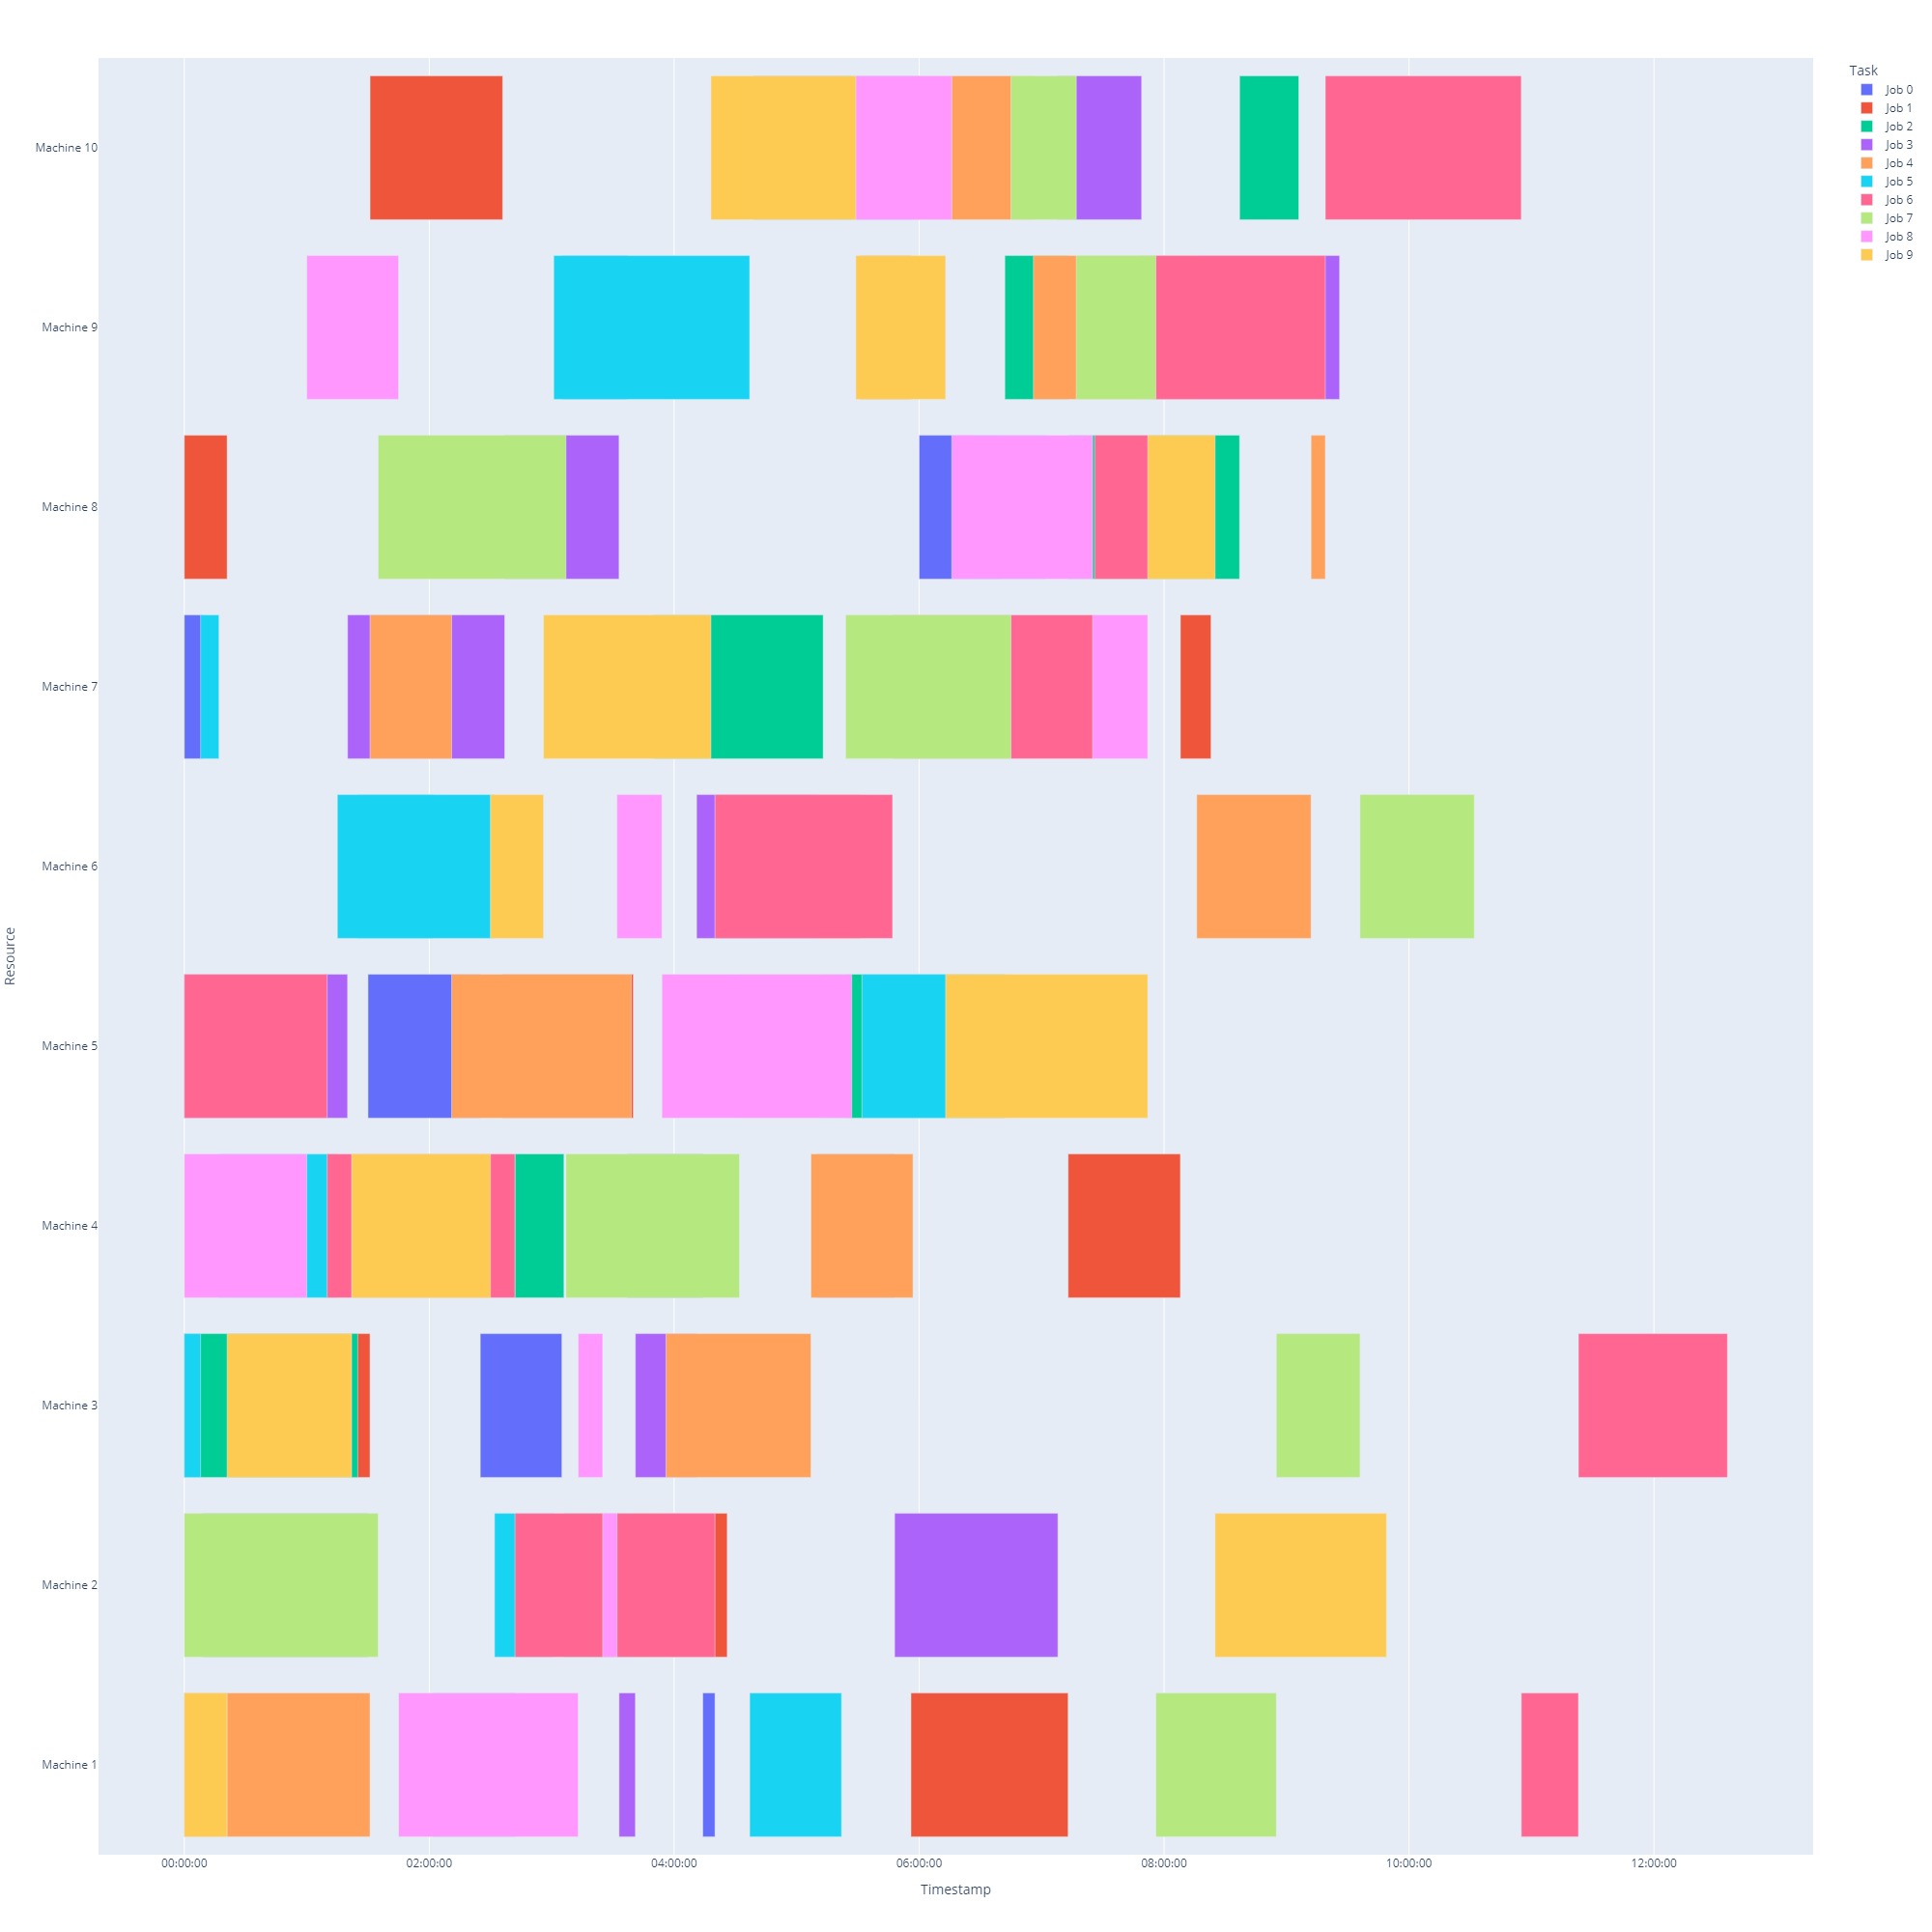 Task
Job 0
Job 1
Job 2
Job 3
Job 4
Job 5
Job 6
Job 7
Job 8
Job 9
Machine 10
Machine 9
Machine 8
Machine 7
Machine 6
Machine 5
Machine 4
Machine 3
Machine 2
Machine 1
Resource
00:00:00 02:00:00 04:00:00 06:00:00 08:00:00 10:00:00 12:00:00
Timestamp